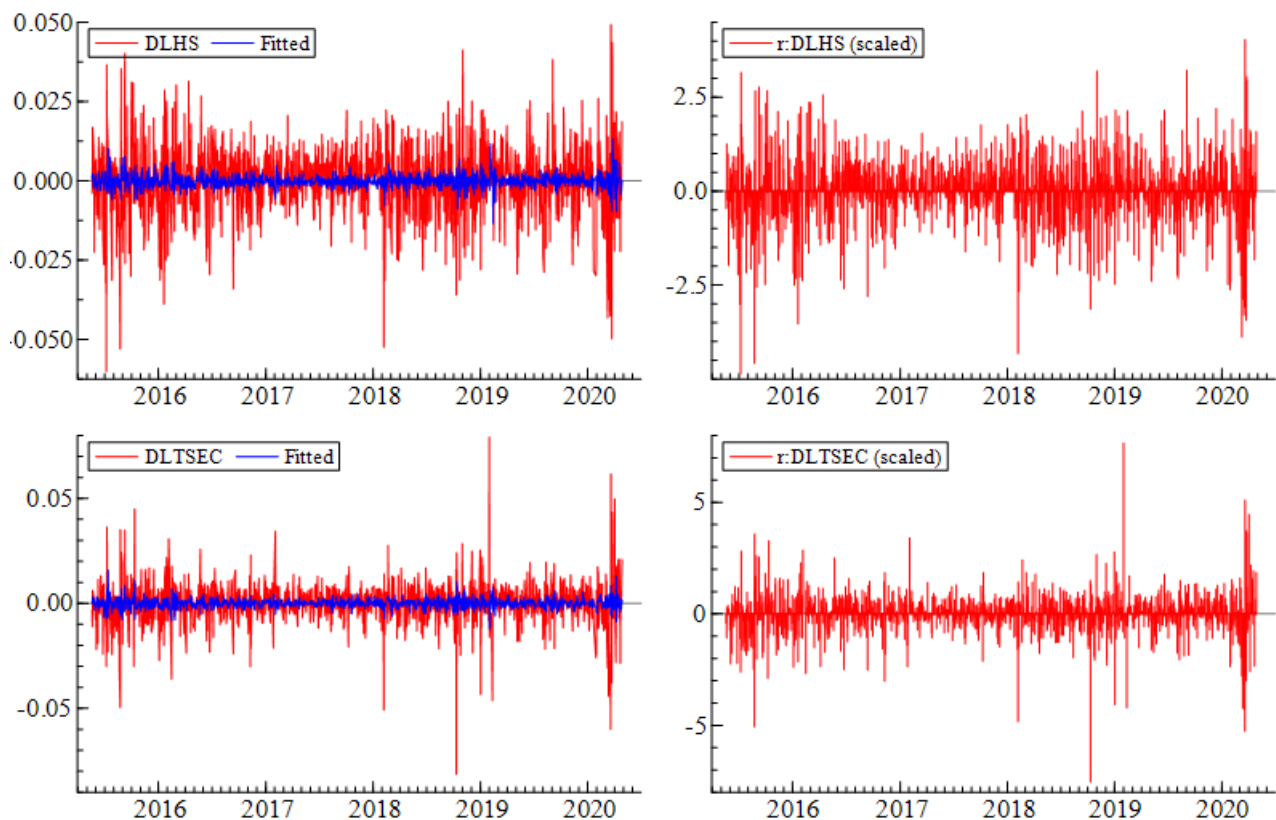 0.050
DLHS Fitted
0.025
0.000
-0.025
-0.050
2016 2017 2018 2019 2020
r:DLHS (scaled)
2.5
0.0
-2.5
2016 2017 2018 2019 2020
DLTSEC Fitted
0.05
0.00
-0.05
2016 2017 2018 2019 2020
r:DLTSEC (scaled)
5
0
-5
2016 2017 2018 2019 2020